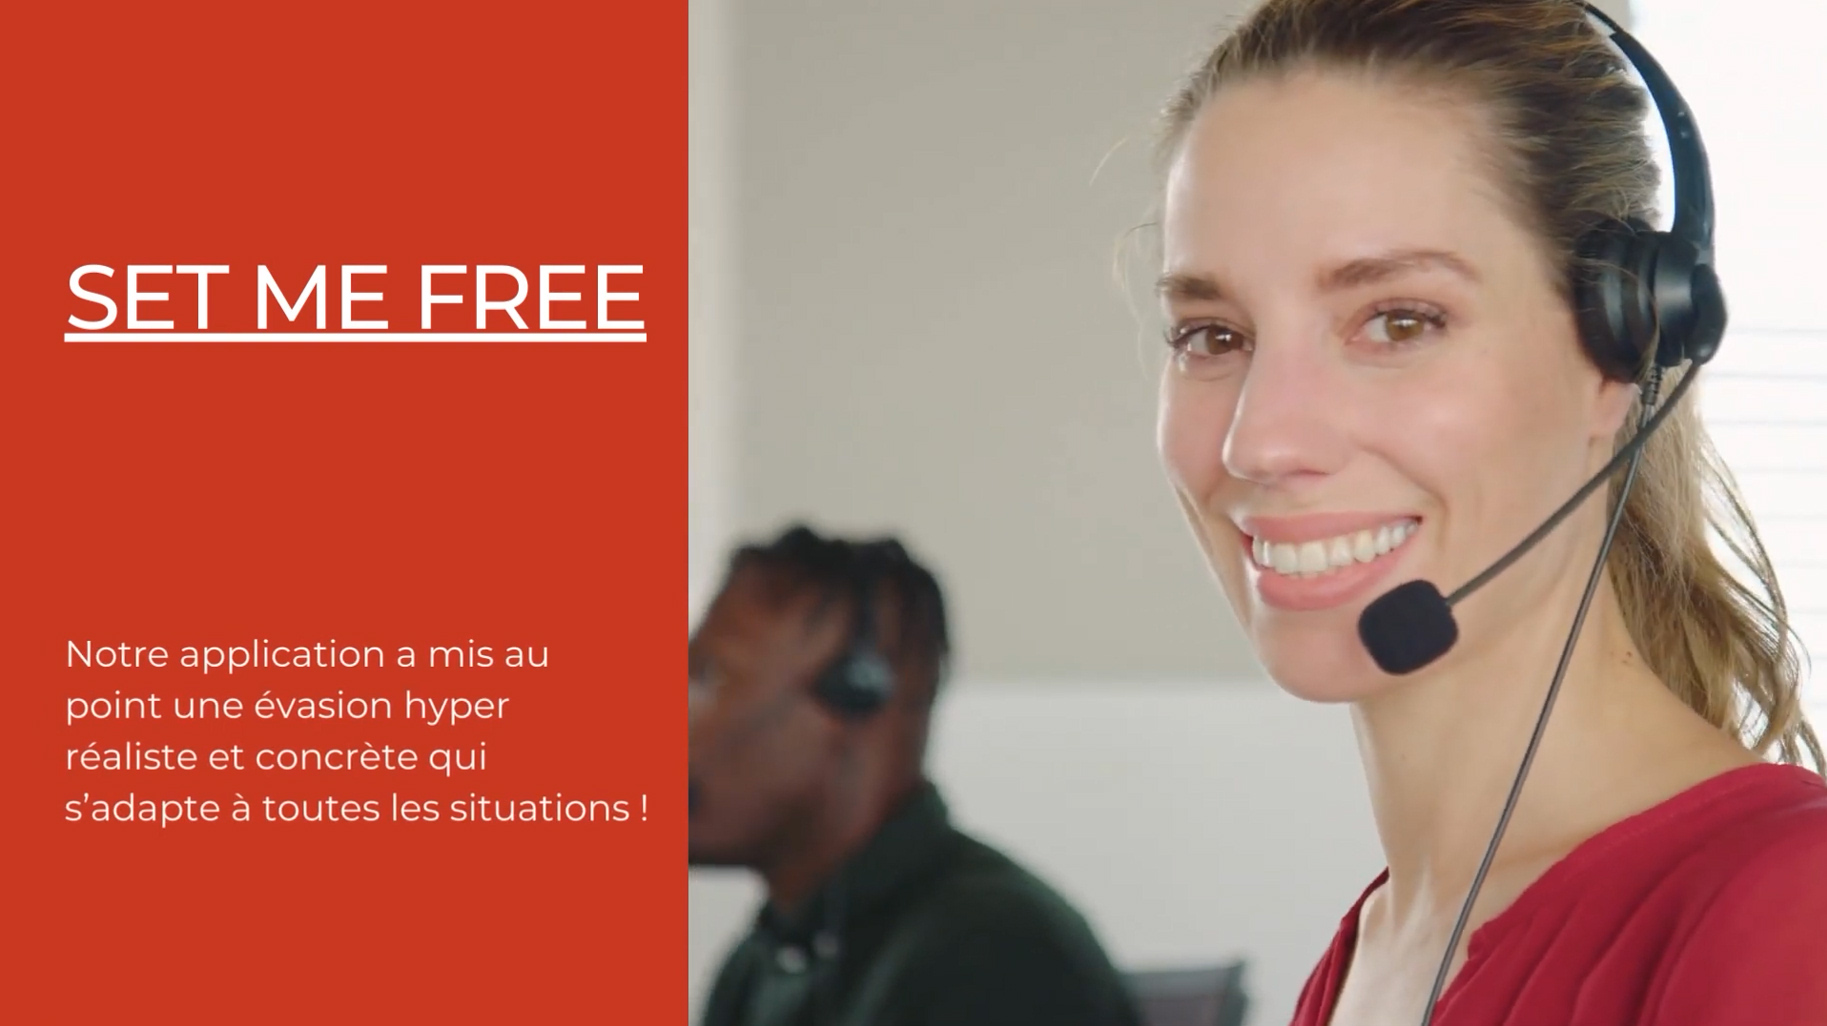 SET ME FREE
Notre application a mis au
point une évasion hyper
réaliste et concrète qui
s’adapte à toutes les situations !